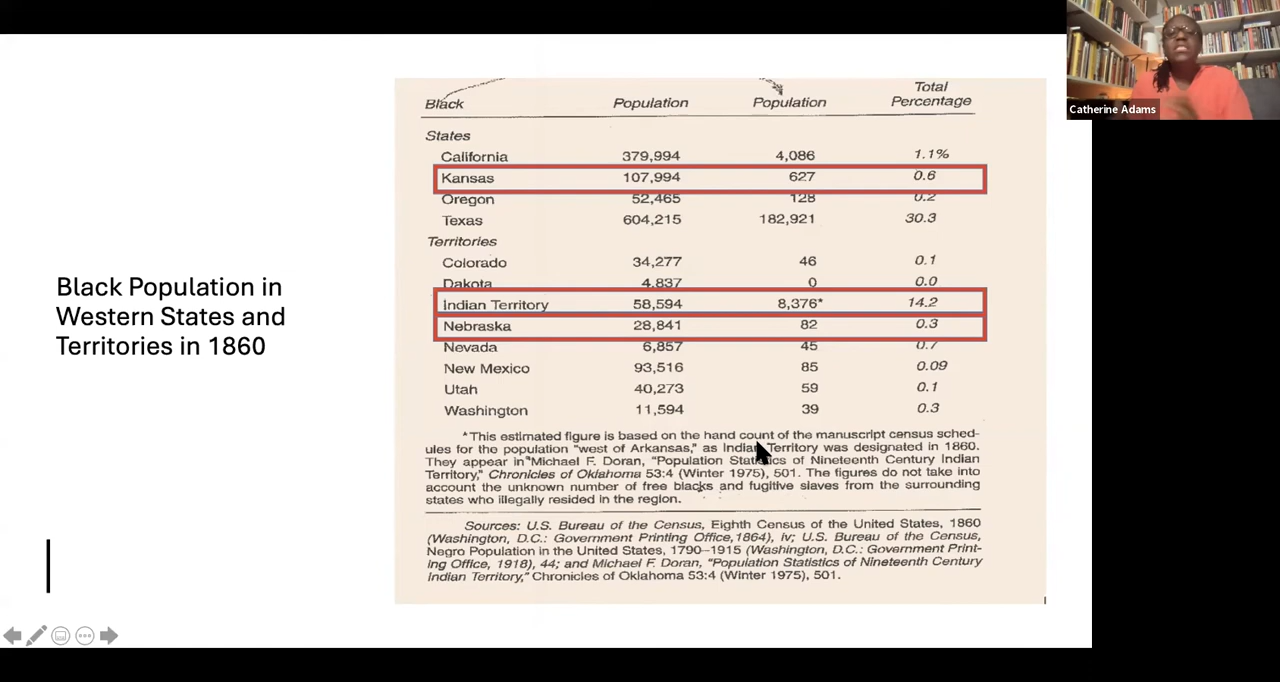 Catherine Adams
Black Population in
Western States and
Territories in 1860
Total
Black Population Population Percentage
States
California 379,994 4,086 1.1%
Kansas 107,994 627 0.6
Oregon 52,465 128 0.2
Texas 604,215 182,921 30.3
Territories
Colorado 34,277 46 0.1
Dakota 4,837 0 0.0
Indian Territory 58,594 8,376* 14.2
Nebraska 28,841 82 0.3
Nevada 6,857 45 0.7
New Mexico 93,516 85 0.09
Utah 40,273 59 0.1
Washington 11,594 39 0.3
*This estimated figure is based on the hand count of the manuscript census sched-
ules for the population "west of Arkansas," as Indian Territory was designated in 1860.
They appear in "Michael F. Doran, "Population Statistics of Nineteenth Century Indian
Territory," Chronicles of Oklahoma 53:4 (Winter 1975), 501. The figures do not take into
account the unknown number of free blacks and fugitive slaves from the surrounding
states who illegally resided in the region.
Sources: U.S. Bureau of the Census, Eighth Census of the United States, 1860
(Washington, D.C.: Government Printing Office,1864), iv; U.S. Bureau of the Census,
Negro Population in the United States, 1790–1915 (Washington, D.C.: Government Print-
ing Office, 1918), 44; and Michael F. Doran, "Population Statistics of Nineteenth Century
Indian Territory," Chronicles of Oklahoma 53:4 (Winter 1975), 501.